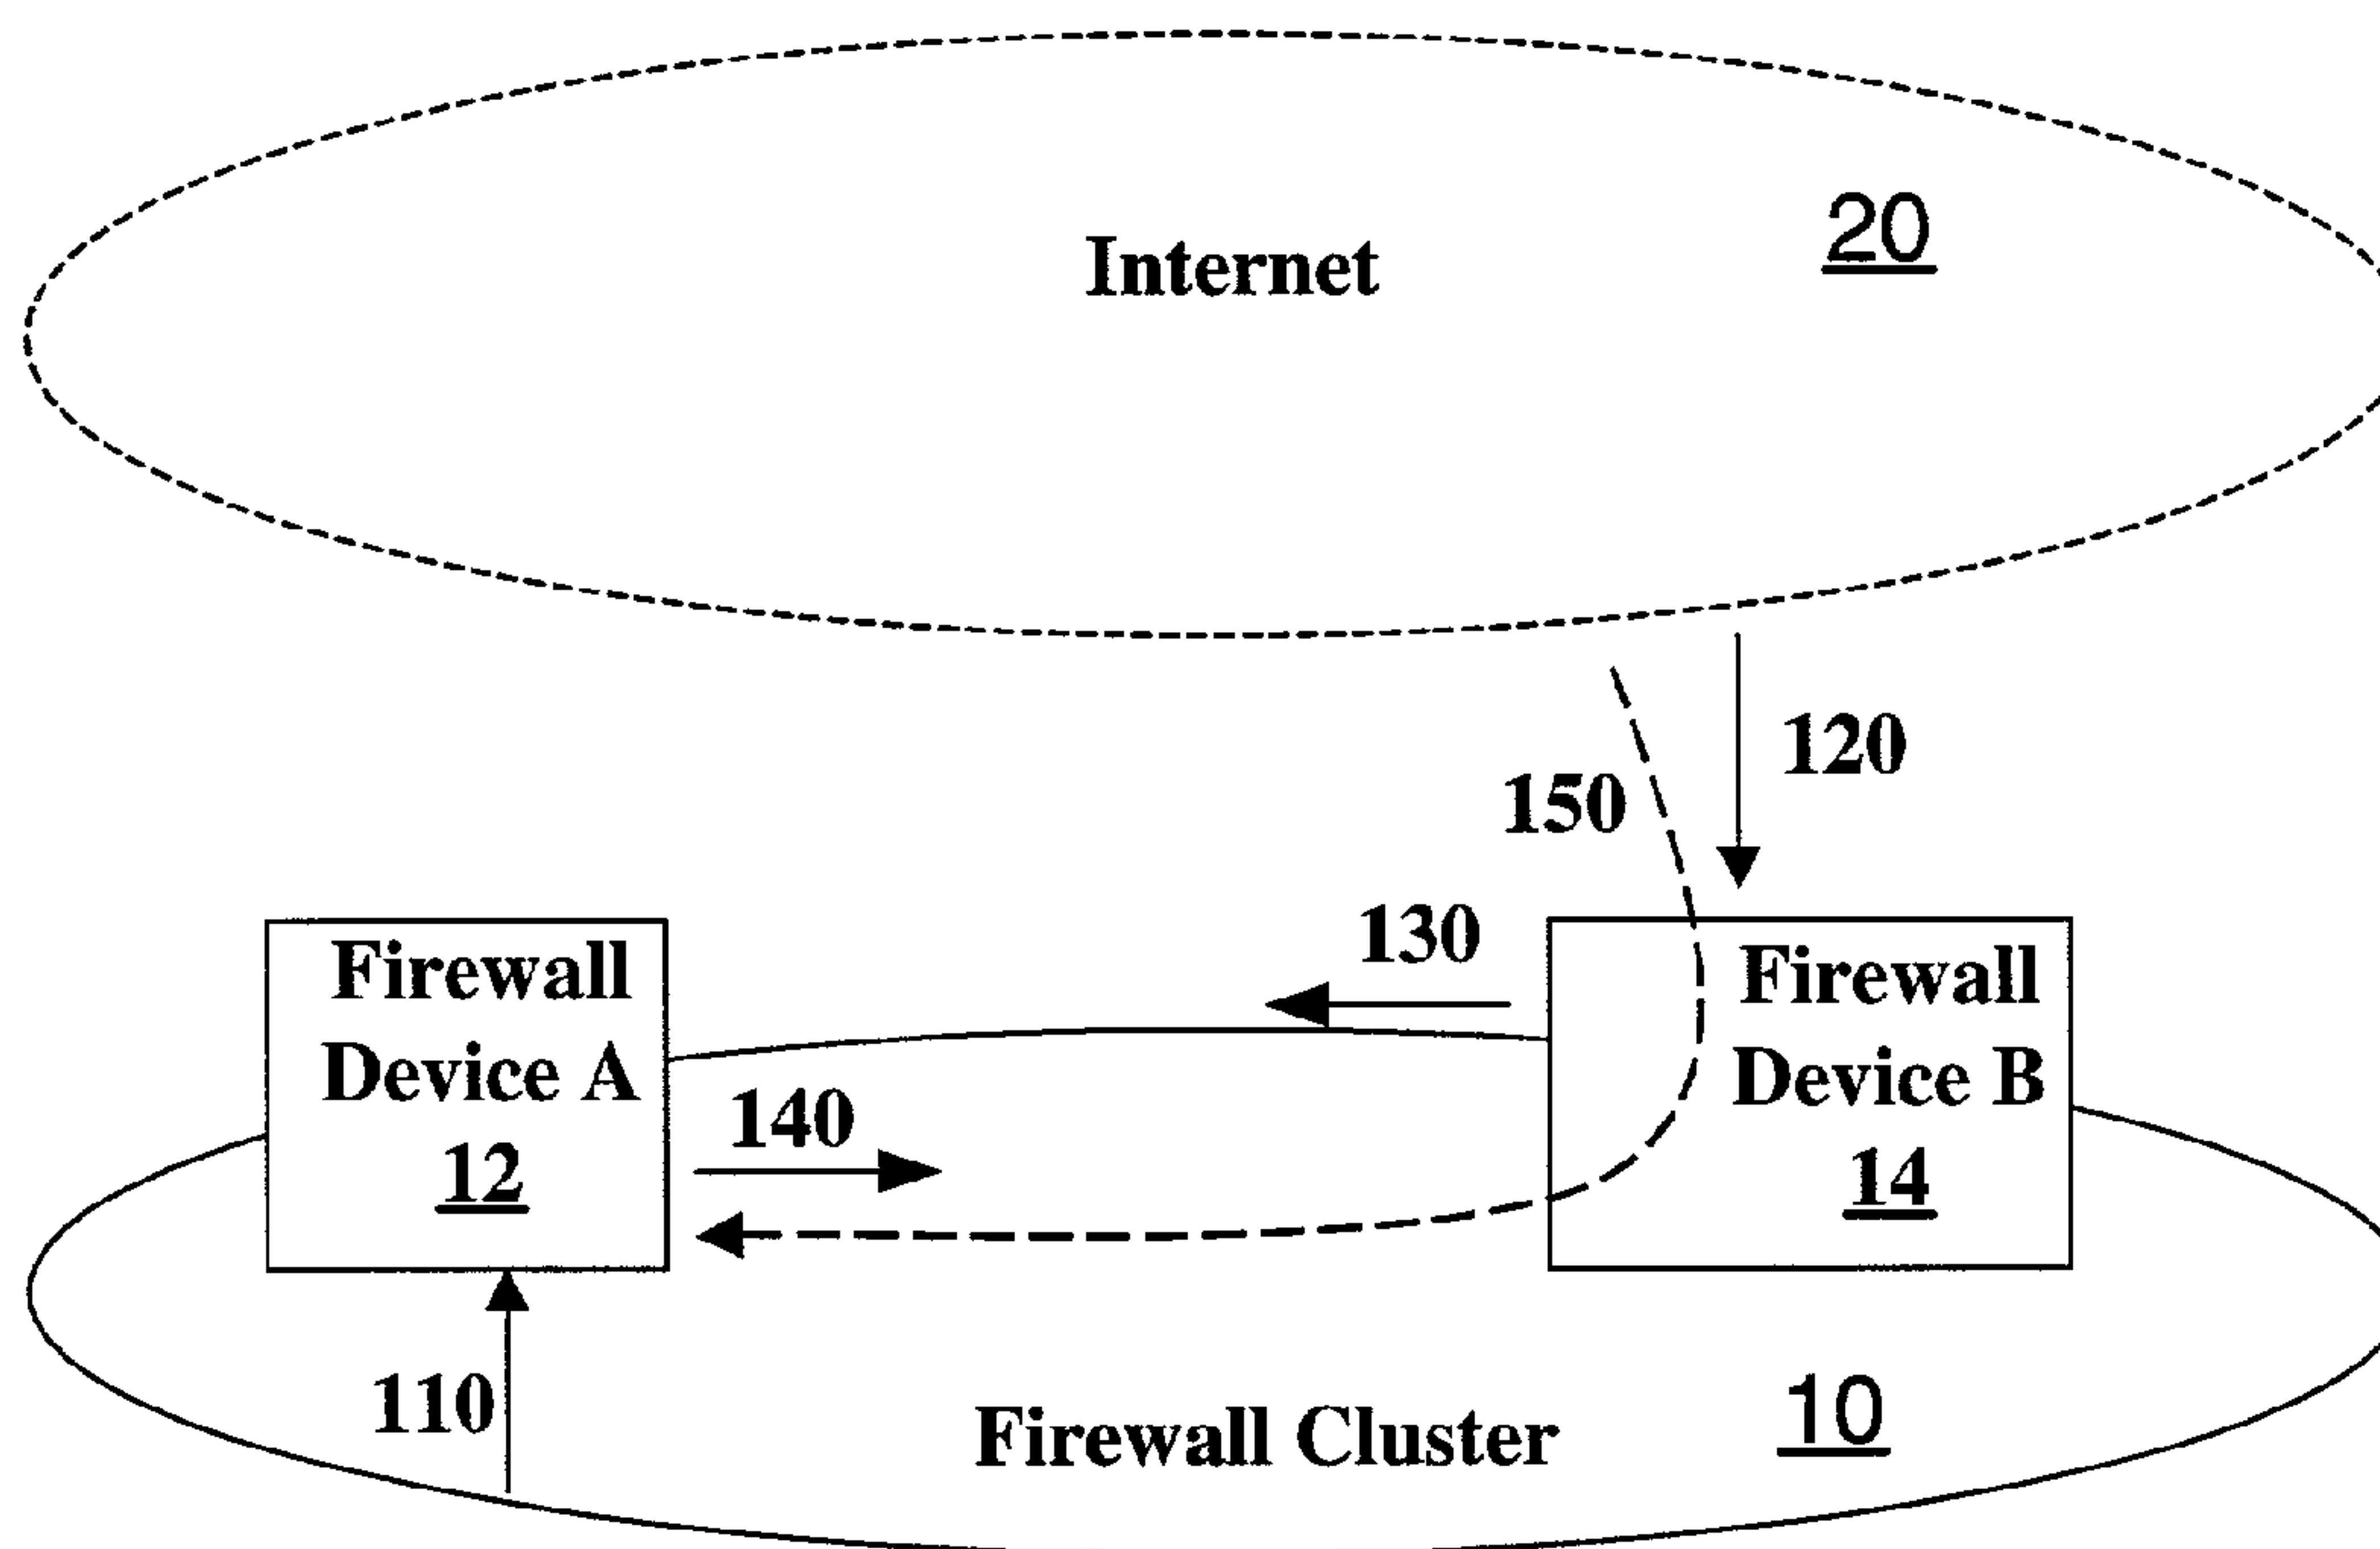 Internet
20
120
150
130
Firewall
Device A
12
Firewall
Device B
14
140
110
Firewall Cluster
10